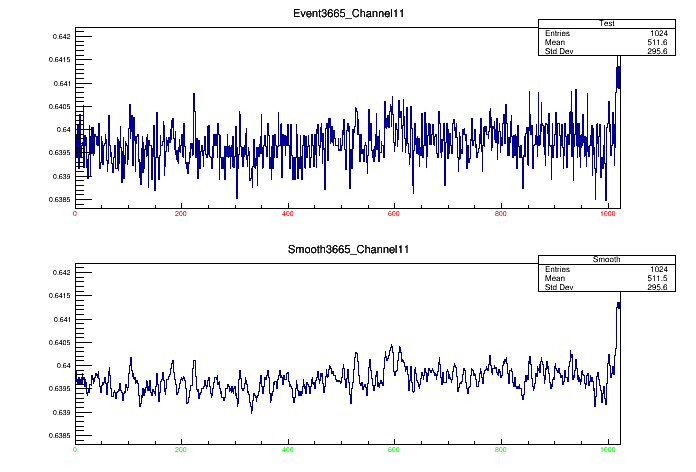 Event3665_Channel11
Test
Entries 1024
Mean 511.6
Std Dev 295.6
0.642
0.6415
0.641
0.6405
0.64
0.6395
0.639
0.6385
0 200 400 600 800 1000
Smooth3665_Channel11
Smooth
Entries 1024
Mean 511.5
Std Dev 295.6
0.642
0.6415
0.641
0.6405
0.64
0.6395
0.639
0.6385
0 200 400 600 800 1000